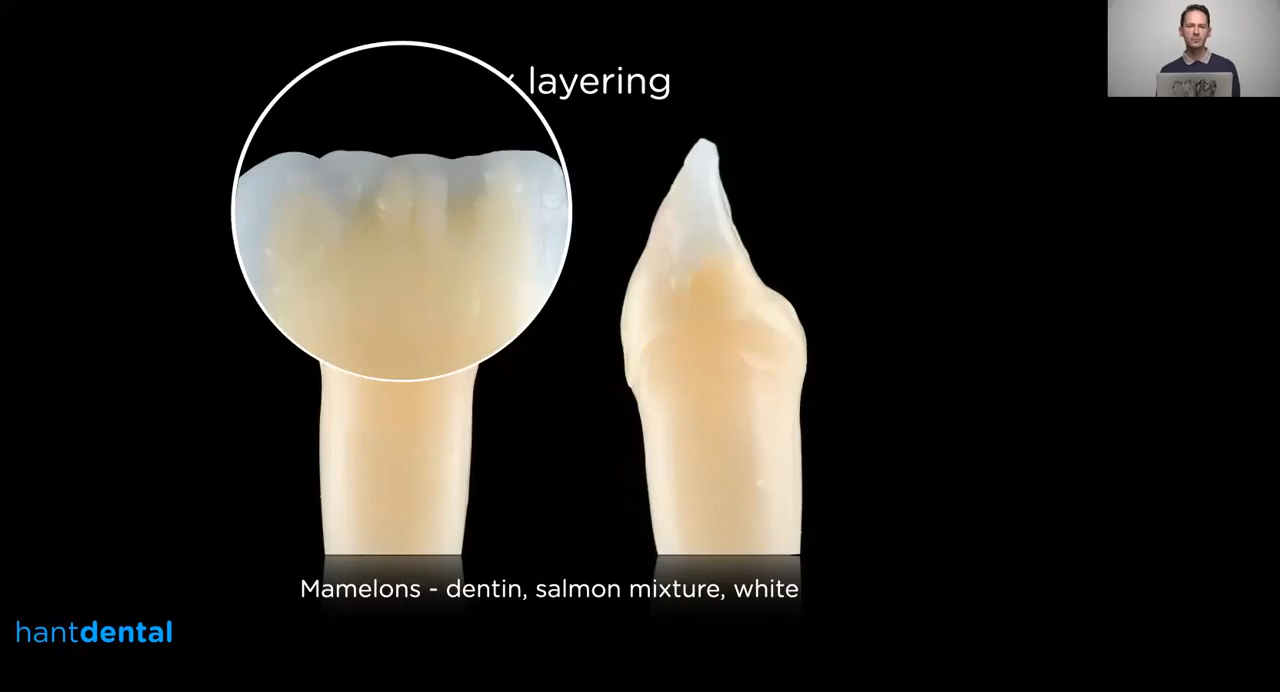 layering
Mamelons - dentin, salmon mixture, white
hantdental